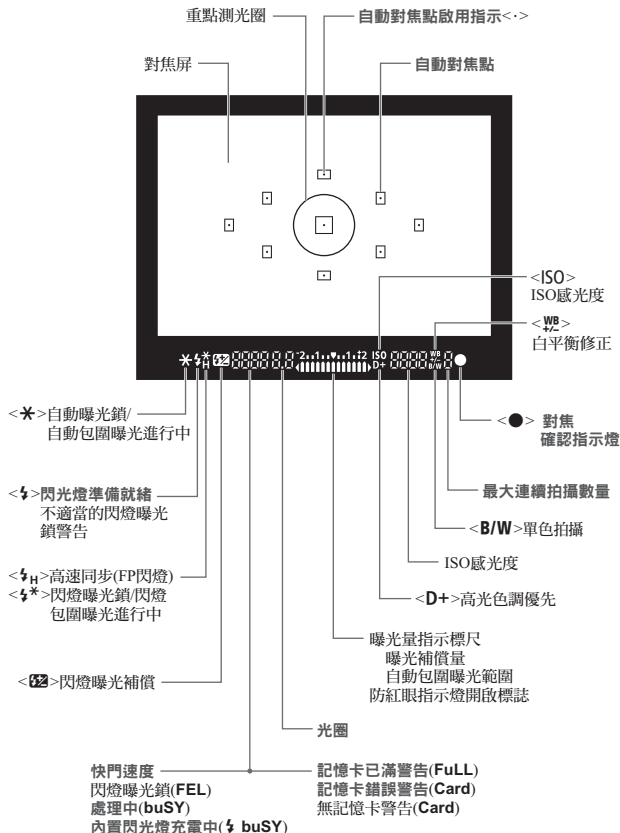 重點測光圈
自動對焦點啟用指示<·>
對焦屏
自動對焦點
<ISO>
ISO感光度
<WB+/->
白平衡修正
<✱>自動曝光鎖/
自動包圍曝光進行中
<●> 對焦
確認指示燈
<⚡>閃光燈準備就緒
不適當的閃燈曝光
鎖警告
最大連續拍攝數量
<B/W>單色拍攝
ISO感光度
<⚡H>高速同步(FP閃燈)
<⚡*>閃燈曝光鎖/閃燈
包圍曝光進行中
<D+>高光色調優先
曝光量指示標尺
曝光補償量
自動包圍曝光範圍
防紅眼指示燈開啟標誌
<⚡±>閃燈曝光補償
光圈
快門速度
閃燈曝光鎖(FEL)
處理中(buSY)
內置閃光燈充電中(⚡ buSY)
記憶卡已滿警告(FuLL)
記憶卡錯誤警告(Card)
無記憶卡警告(Card)